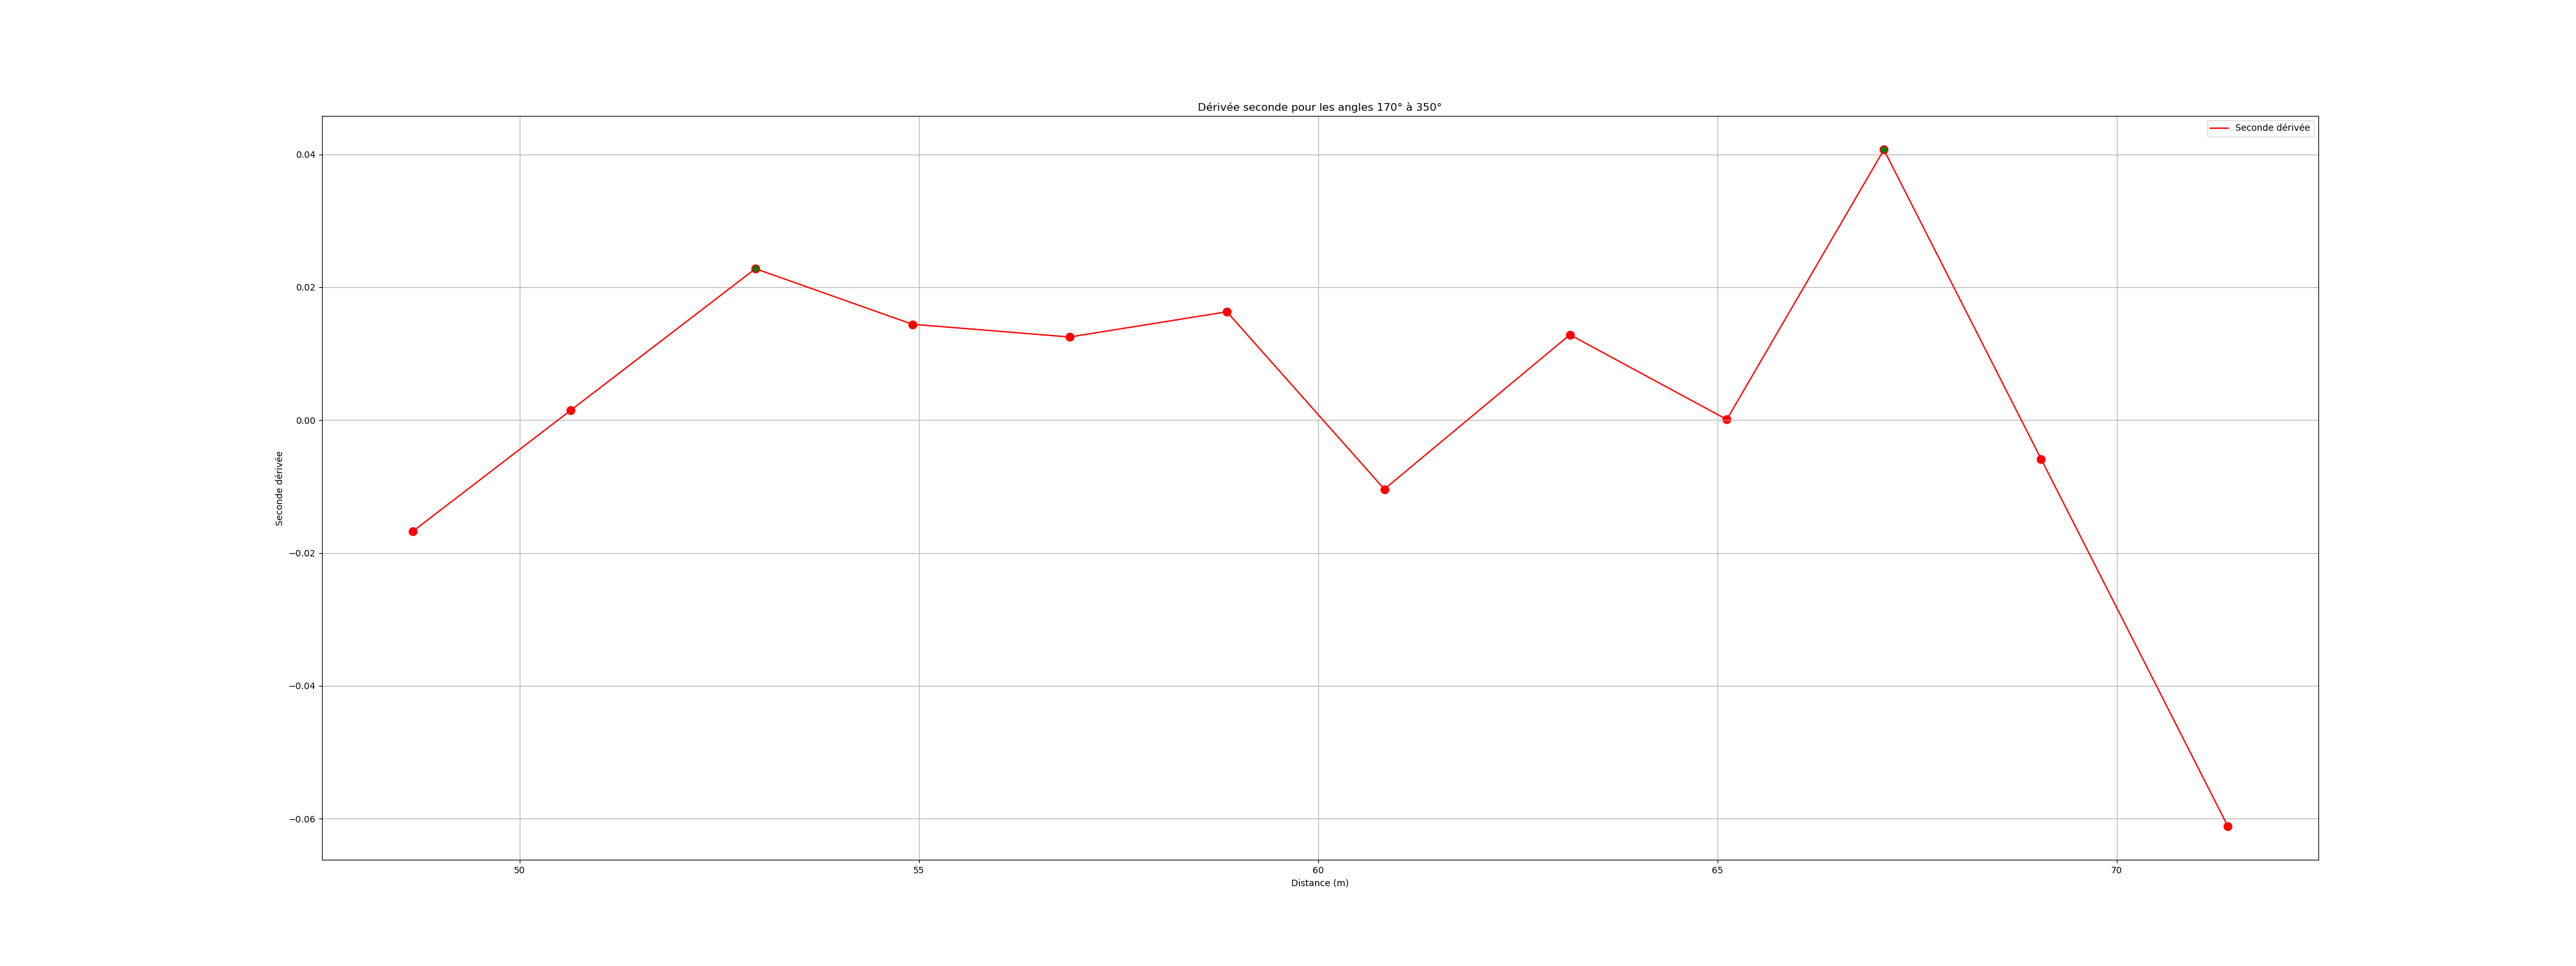 Dérivée seconde pour les angles 170° à 350°
Seconde dérivée
0.04
0.02
0.00
−0.02
−0.04
−0.06
Seconde dérivée
50 55 60 65 70
Distance (m)